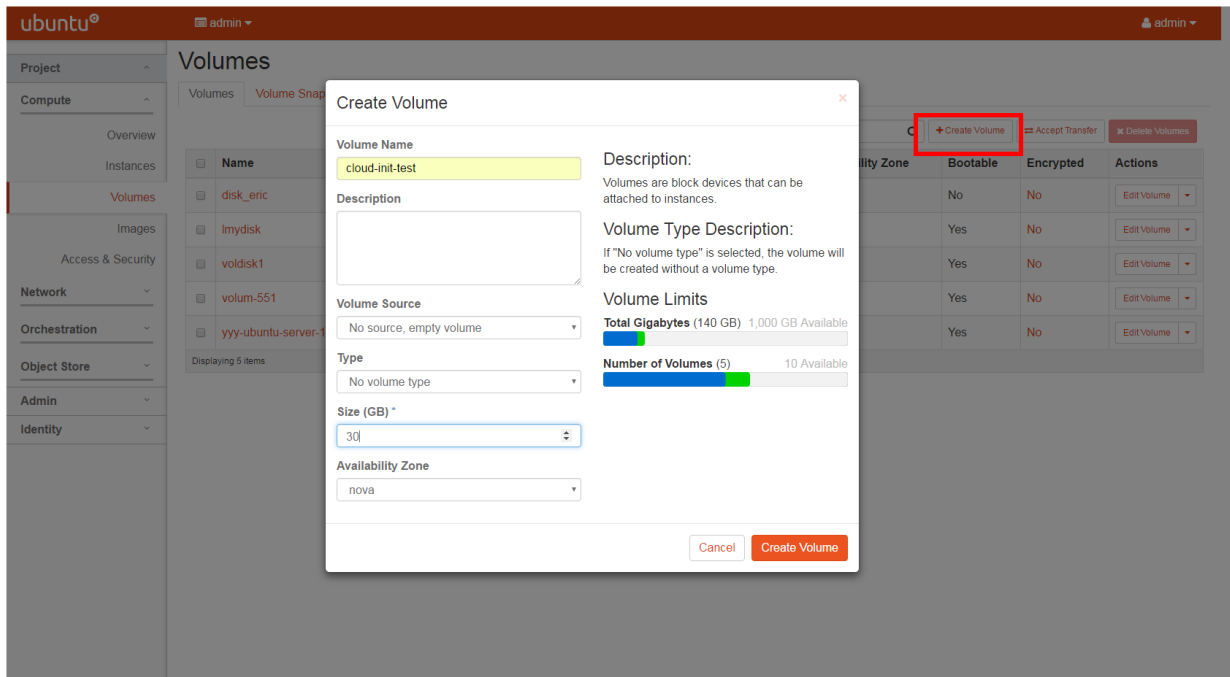 ubuntu
admin
admin
Project
Compute
Overview
Instances
Volumes
Images
Access & Security
Network
Orchestration
Object Store
Admin
Identity
Volumes
Volumes Volume Snap
+ Create Volume Accept Transfer Delete Volumes
Name lity Zone Bootable Encrypted Actions
disk_eric No No Edit Volume
lmydisk Yes No Edit Volume
voldisk1 Yes No Edit Volume
volum-551 Yes No Edit Volume
yyy-ubuntu-server-1 Yes No Edit Volume
Displaying 5 items
Create Volume ×
Volume Name
cloud-init-test
Description
Volume Source
No source, empty volume
Type
No volume type
Size (GB) *
30
Availability Zone
nova
Description:
Volumes are block devices that can be
attached to instances.
Volume Type Description:
If "No volume type" is selected, the volume will
be created without a volume type.
Volume Limits
Total Gigabytes (140 GB) 1,000 GB Available
Number of Volumes (5) 10 Available
Cancel Create Volume